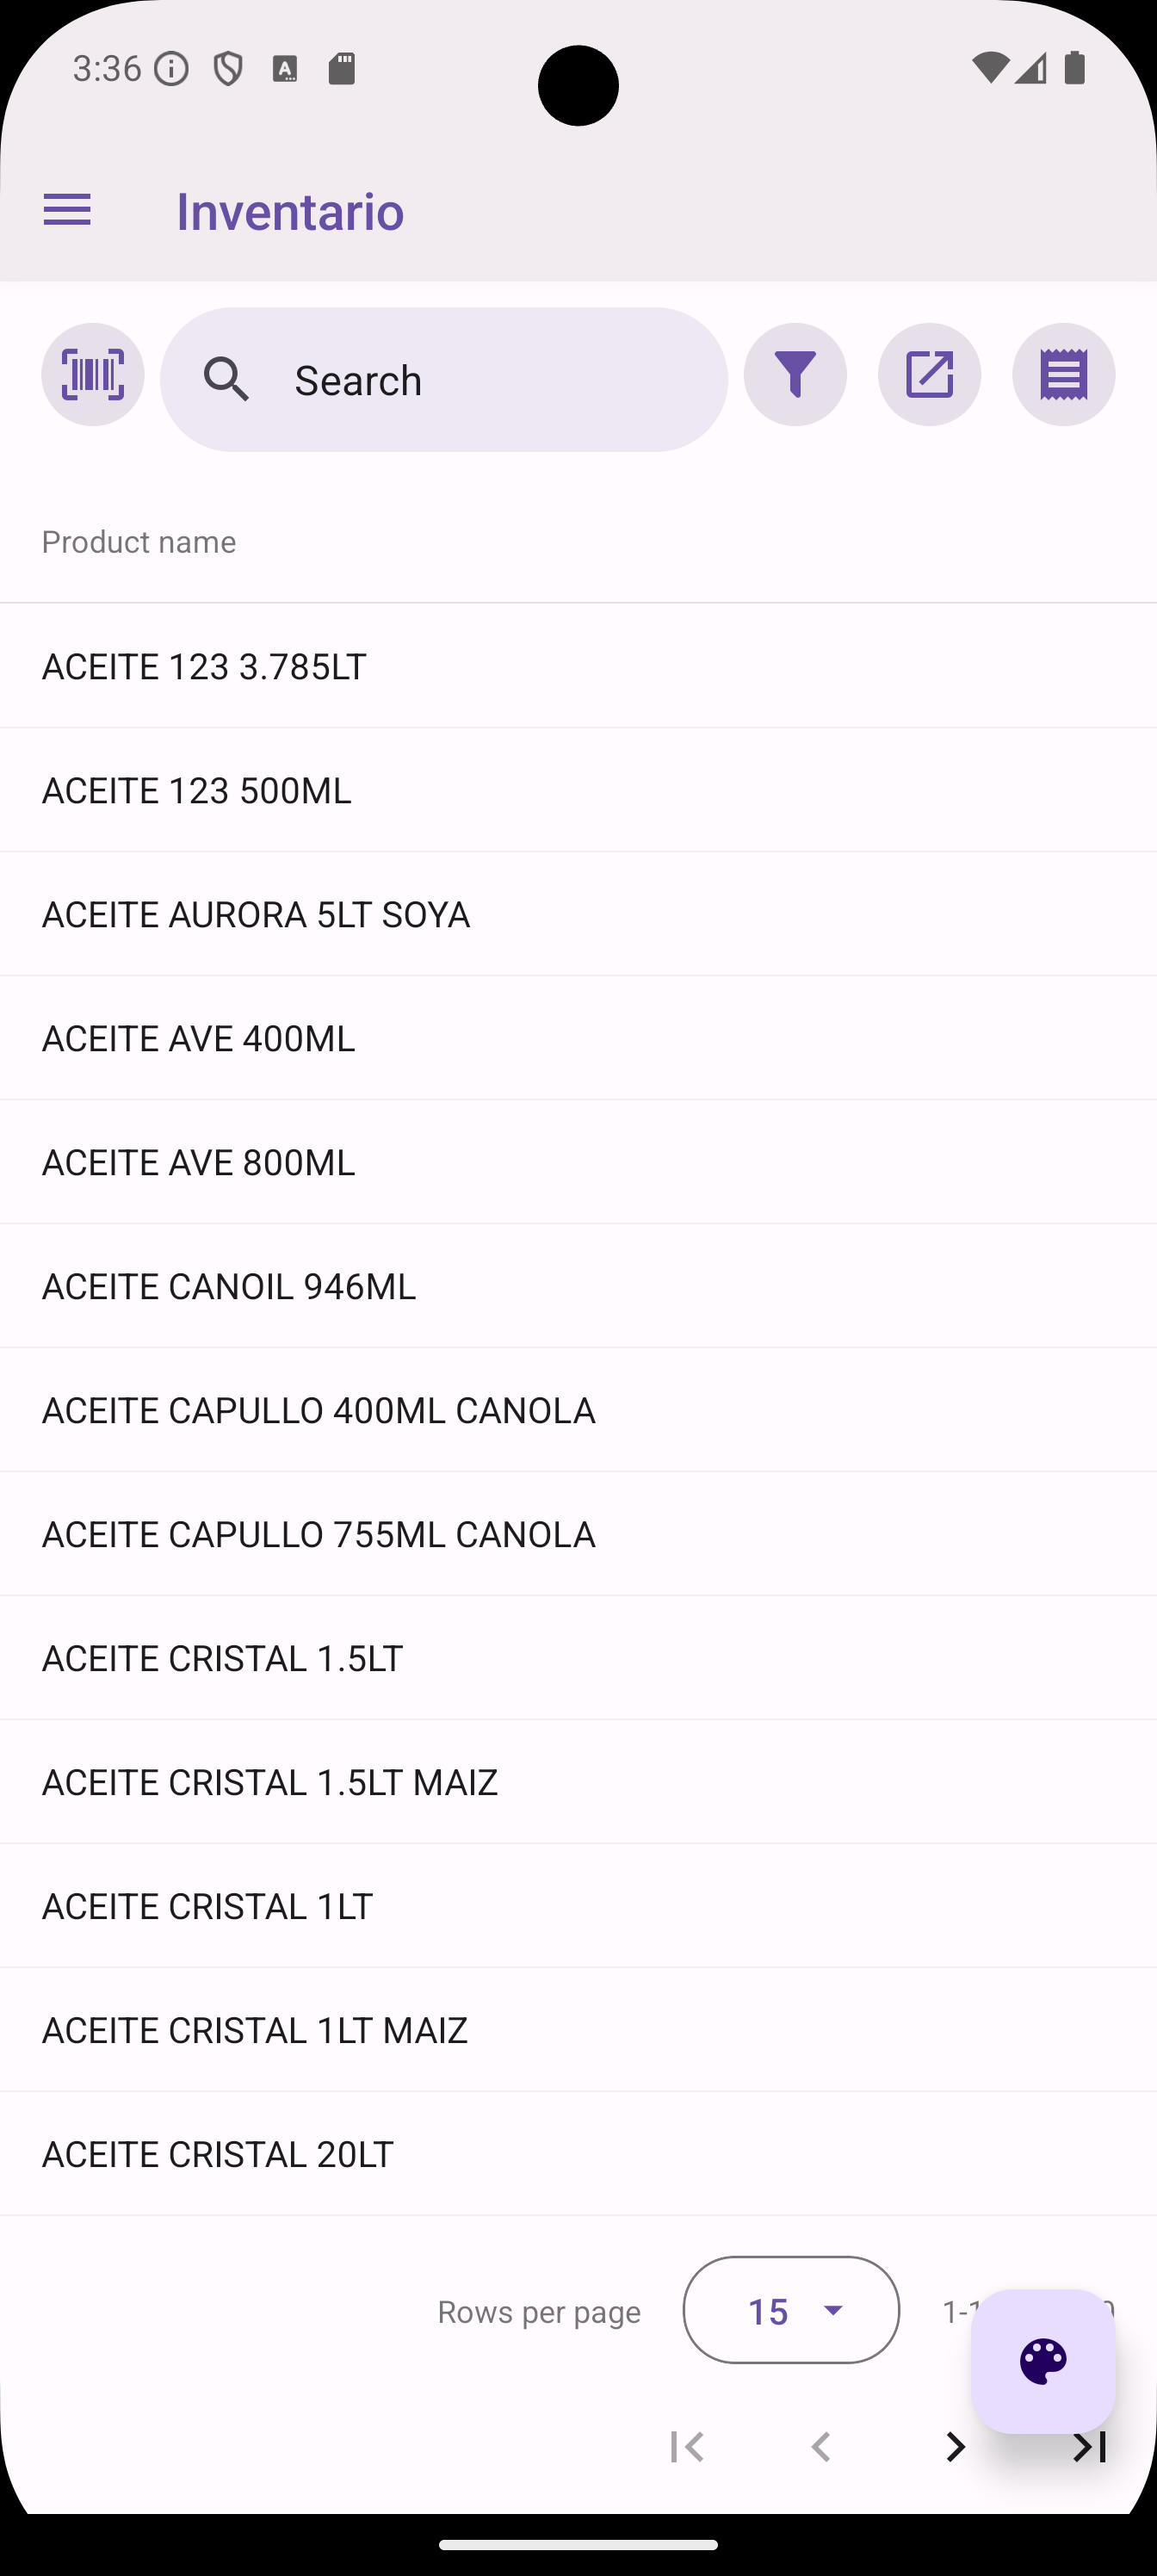 3:36
Inventario
Search
Product name
ACEITE 123 3.785LT
ACEITE 123 500ML
ACEITE AURORA 5LT SOYA
ACEITE AVE 400ML
ACEITE AVE 800ML
ACEITE CANOIL 946ML
ACEITE CAPULLO 400ML CANOLA
ACEITE CAPULLO 755ML CANOLA
ACEITE CRISTAL 1.5LT
ACEITE CRISTAL 1.5LT MAIZ
ACEITE CRISTAL 1LT
ACEITE CRISTAL 1LT MAIZ
ACEITE CRISTAL 20LT
Rows per page 15